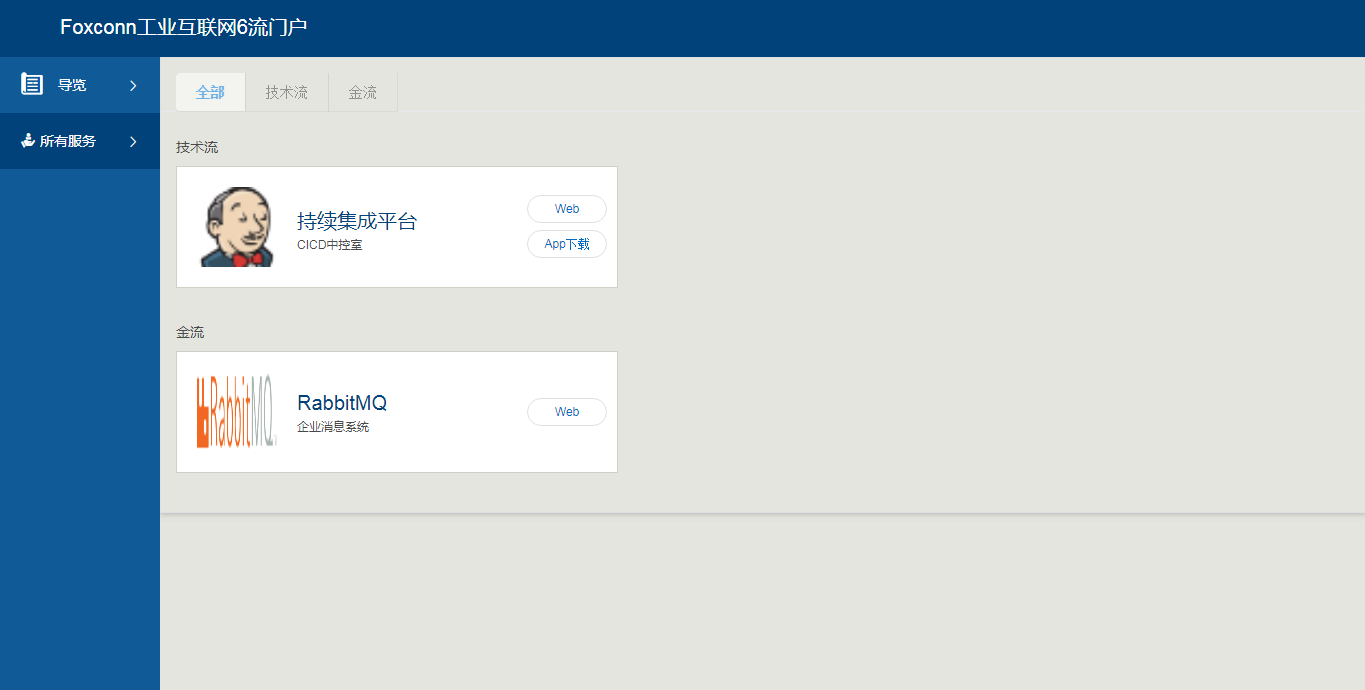 Foxconn工业互联网6流门户
导览
所有服务
全部 技术流 金流
技术流
持续集成平台
CICD中控室
Web
App下载
金流
RabbitMQ
RabbitMQ
企业消息系统
Web